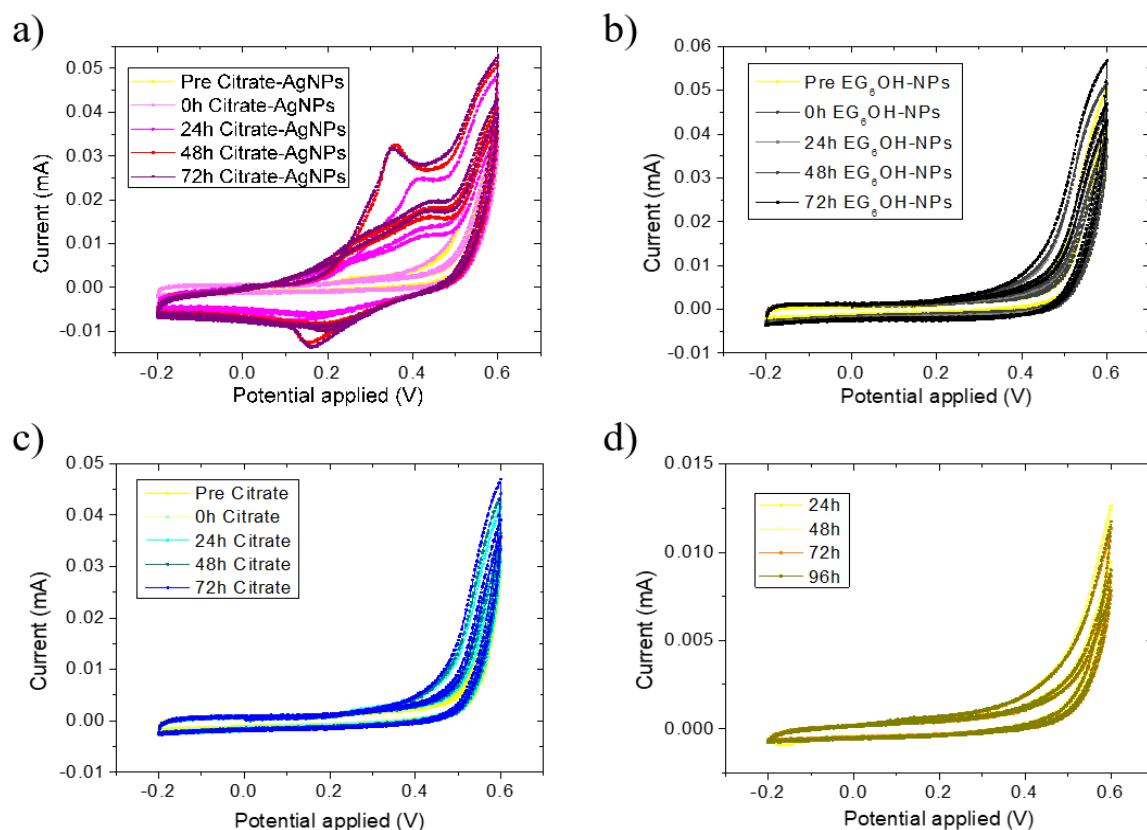 a)
Current (mA)
0.05
0.04
0.03
0.02
0.01
0.00
-0.01
Pre Citrate-AgNPs
0h Citrate-AgNPs
24h Citrate-AgNPs
48h Citrate-AgNPs
72h Citrate-AgNPs
-0.2 0.0 0.2 0.4 0.6
Potential applied (V)
b)
Current (mA)
0.06
0.05
0.04
0.03
0.02
0.01
0.00
-0.01
Pre EG₆OH-NPs
0h EG₆OH-NPs
24h EG₆OH-NPs
48h EG₆OH-NPs
72h EG₆OH-NPs
-0.2 0.0 0.2 0.4 0.6
Potential applied (V)
c)
Current (mA)
0.05
0.04
0.03
0.02
0.01
0.00
-0.01
Pre Citrate
0h Citrate
24h Citrate
48h Citrate
72h Citrate
-0.2 0.0 0.2 0.4 0.6
Potential applied (V)
d)
Current (mA)
0.015
0.010
0.005
0.000
24h
48h
72h
96h
-0.2 0.0 0.2 0.4 0.6
Potential applied (V)